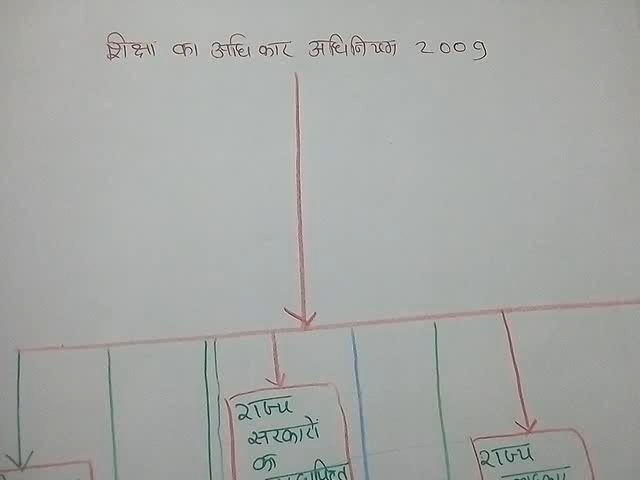 शिक्षा का अधिकार अधिनियम 2009
राज्य
सरकारों
का
राज्य